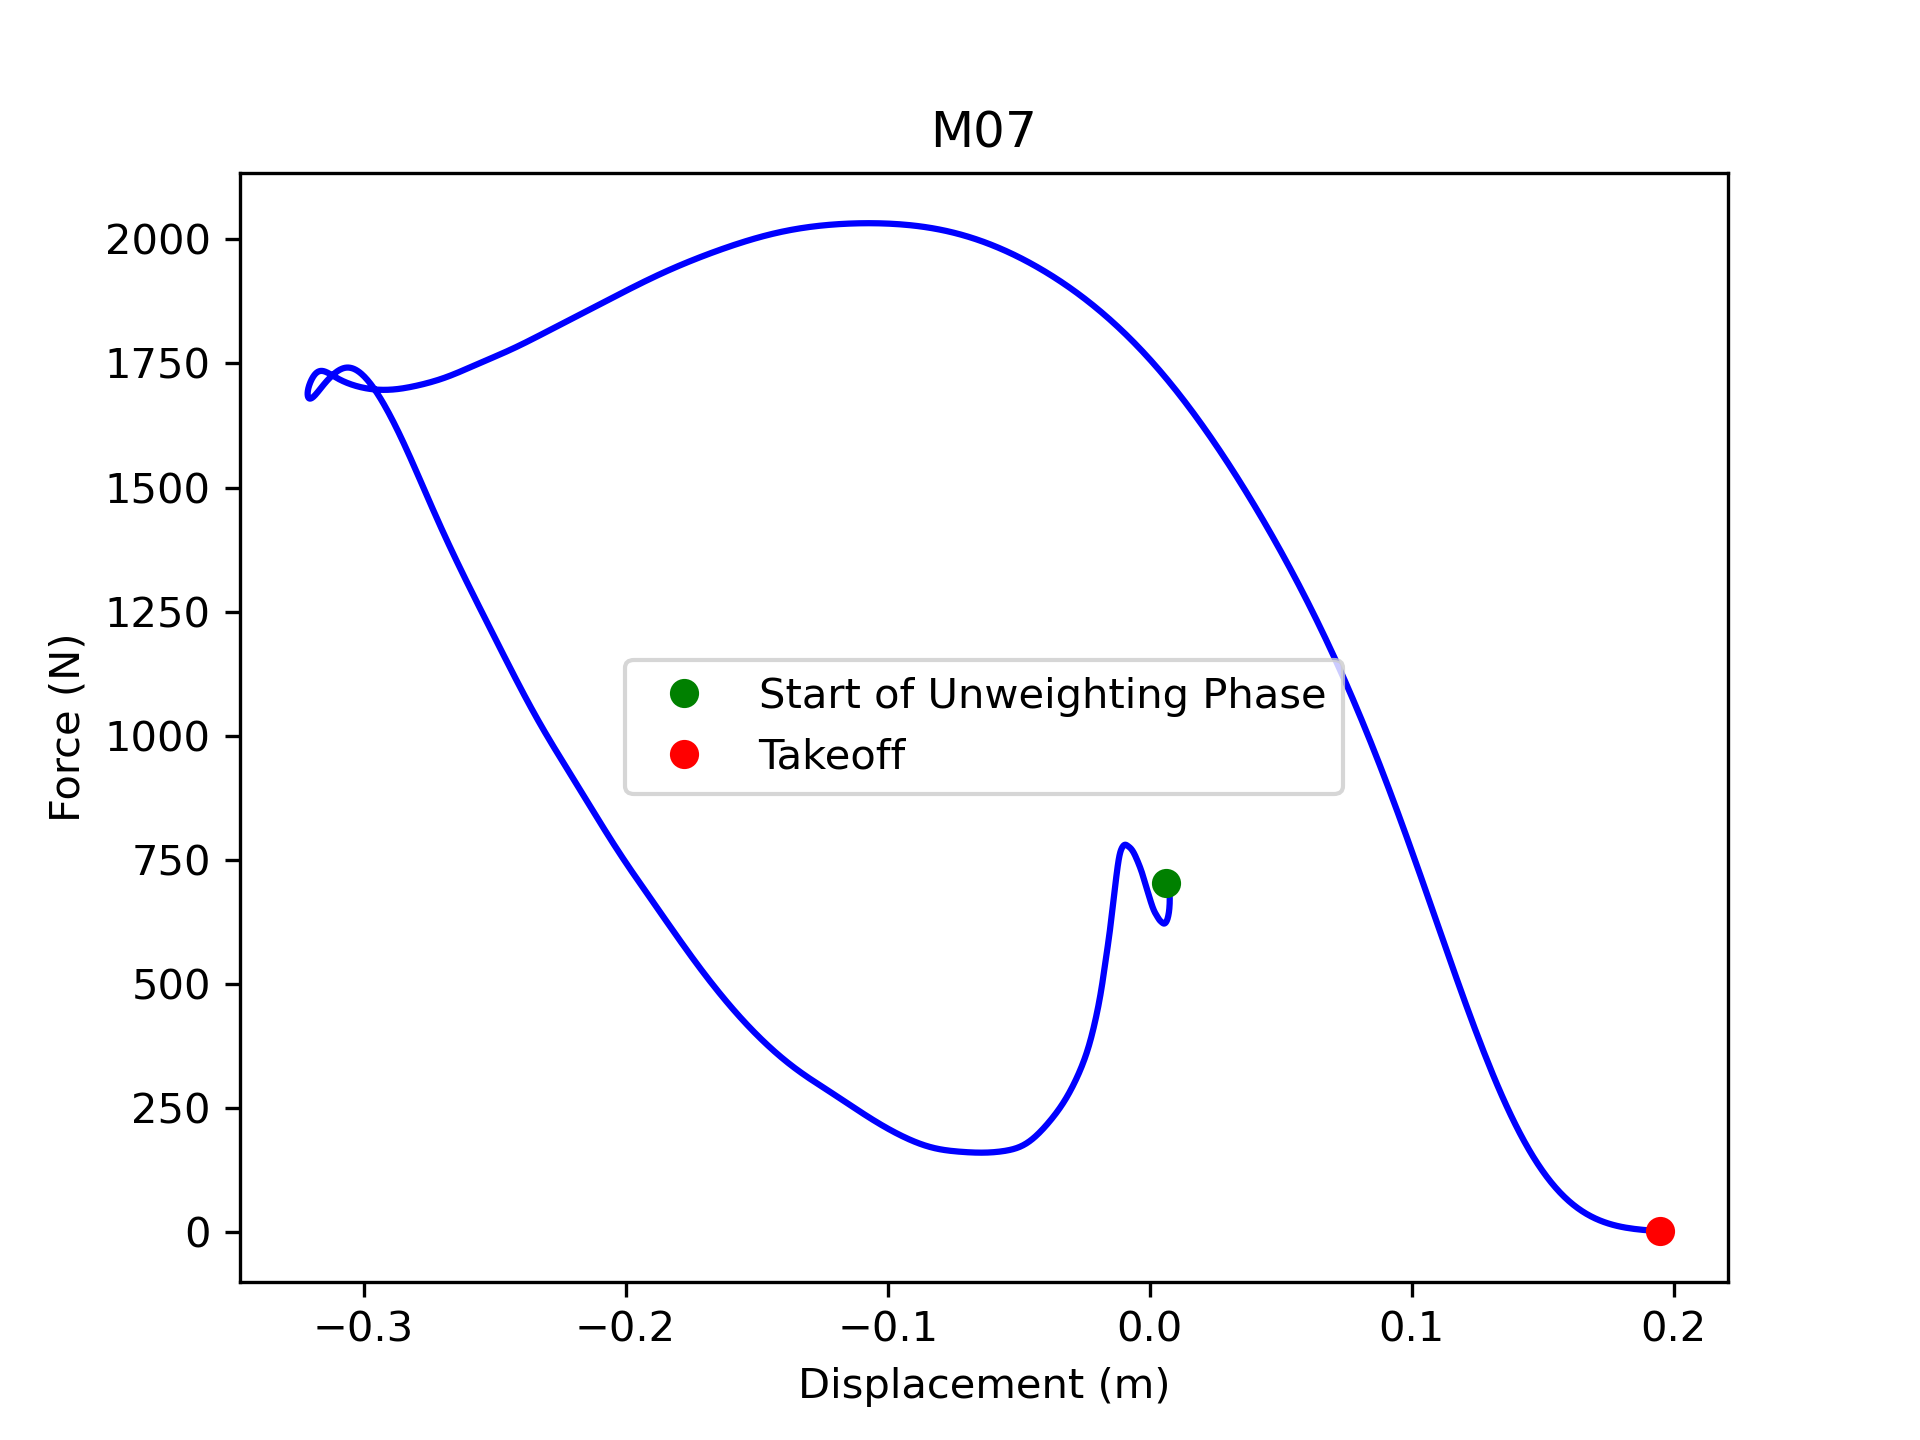 M07
2000
1750
1500
1250
1000
750
500
250
0
Force (N)
Start of Unweighting Phase
Takeoff
−0.3 −0.2 −0.1 0.0 0.1 0.2
Displacement (m)